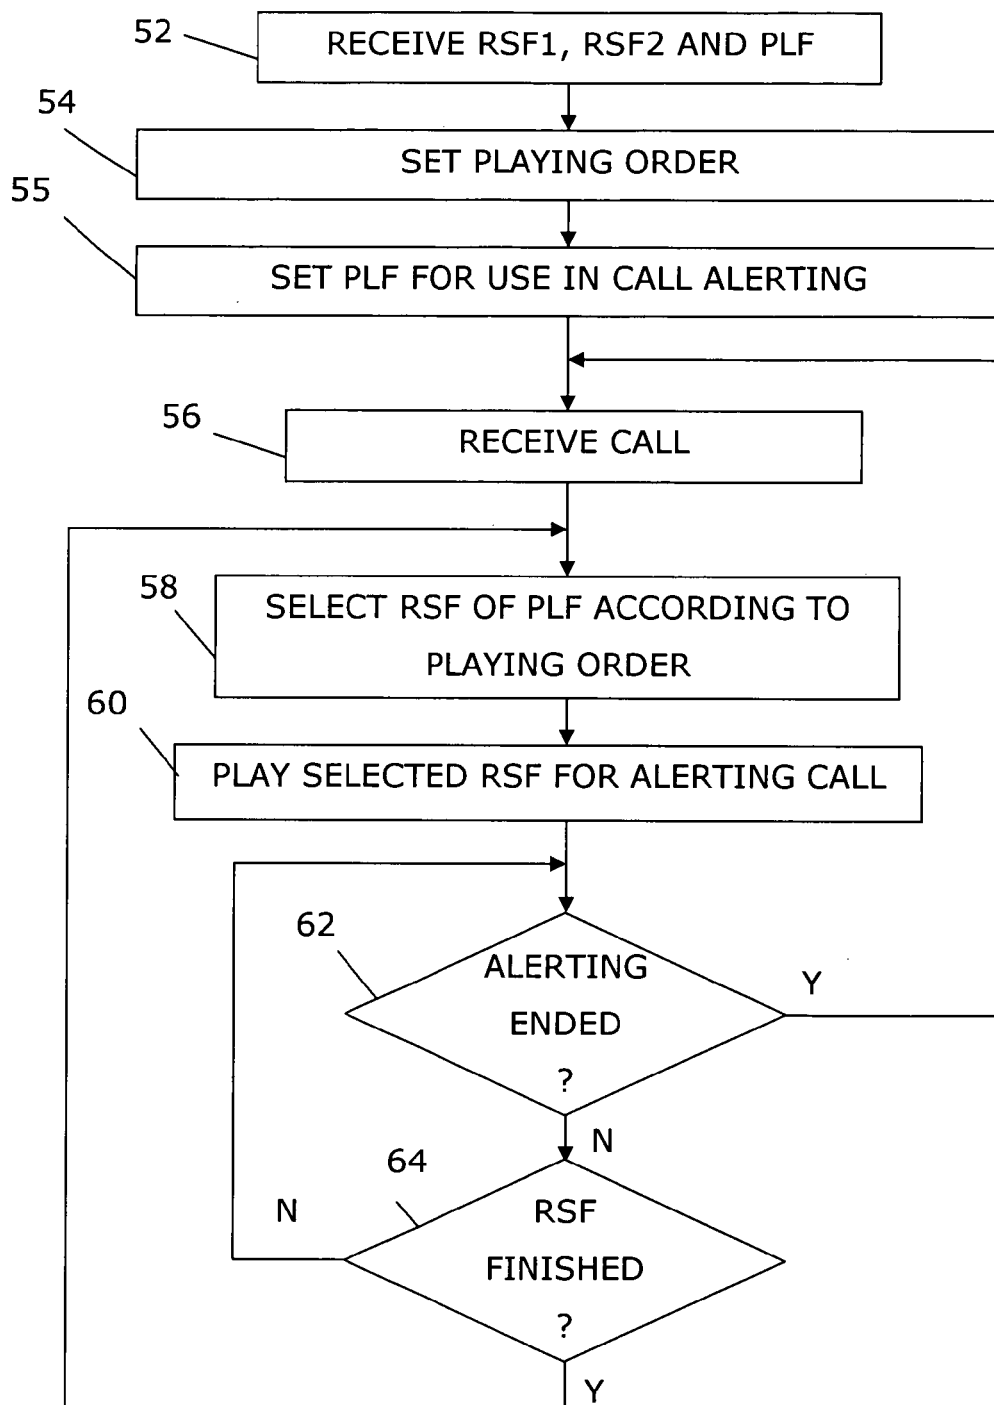 52
RECEIVE RSF1, RSF2 AND PLF
54
SET PLAYING ORDER
55
SET PLF FOR USE IN CALL ALERTING
56
RECEIVE CALL
58
SELECT RSF OF PLF ACCORDING TO
PLAYING ORDER
60
PLAY SELECTED RSF FOR ALERTING CALL
62
ALERTING
ENDED
?
Y
N
64
RSF
FINISHED
?
N
Y